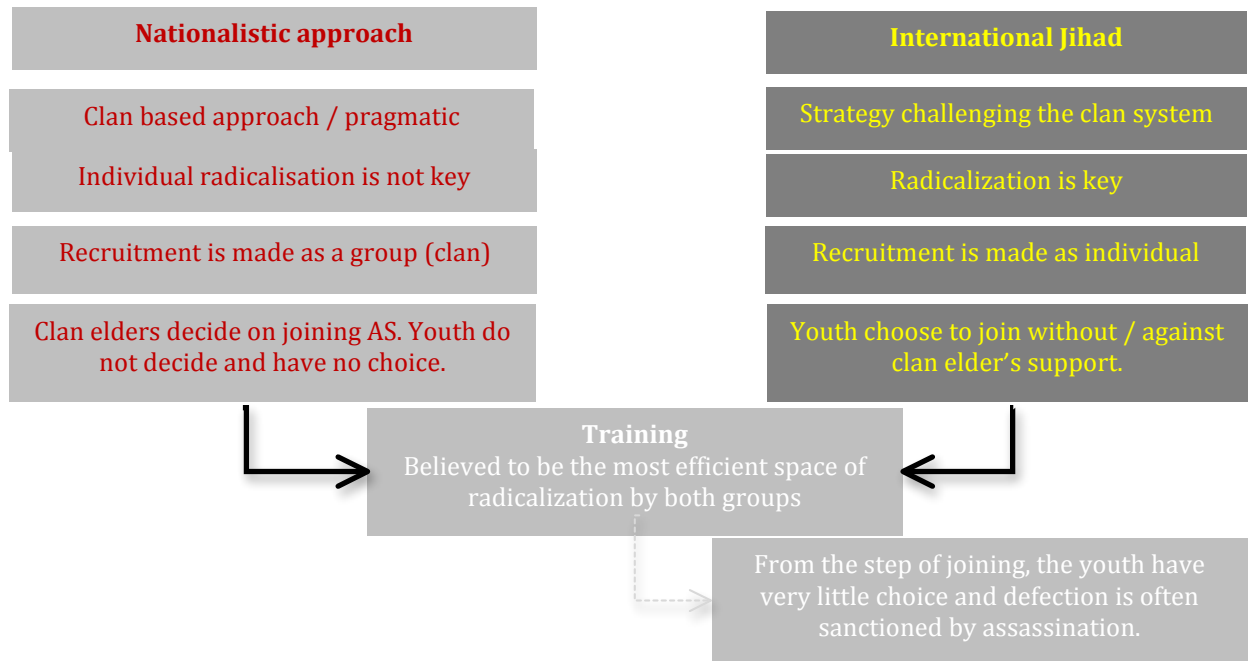 Nationalistic approach
Clan based approach / pragmatic
Individual radicalisation is not key
Recruitment is made as a group (clan)
Clan elders decide on joining AS. Youth do
not decide and have no choice.
International Jihad
Strategy challenging the clan system
Radicalization is key
Recruitment is made as individual
Youth choose to join without / against
clan elder’s support.
Training
Believed to be the most efficient space of
radicalization by both groups
From the step of joining, the youth have
very little choice and defection is often
sanctioned by assassination.